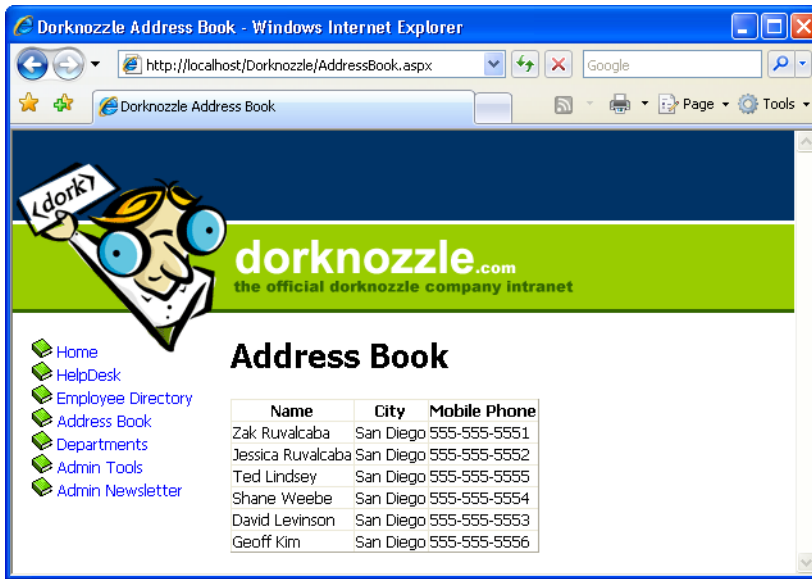 Dorknozzle Address Book - Windows Internet Explorer
http://localhost/Dorknozzle/AddressBook.aspx
Google
Dorknozzle Address Book
Page
Tools
<dork>
dorknozzle.com
the official dorknozzle company intranet
Home
HelpDesk
Employee Directory
Address Book
Departments
Admin Tools
Admin Newsletter
Address Book
Name City Mobile Phone
Zak Ruvalcaba San Diego 555-555-5551
Jessica Ruvalcaba San Diego 555-555-5552
Ted Lindsey San Diego 555-555-5555
Shane Weebe San Diego 555-555-5554
David Levinson San Diego 555-555-5553
Geoff Kim San Diego 555-555-5556